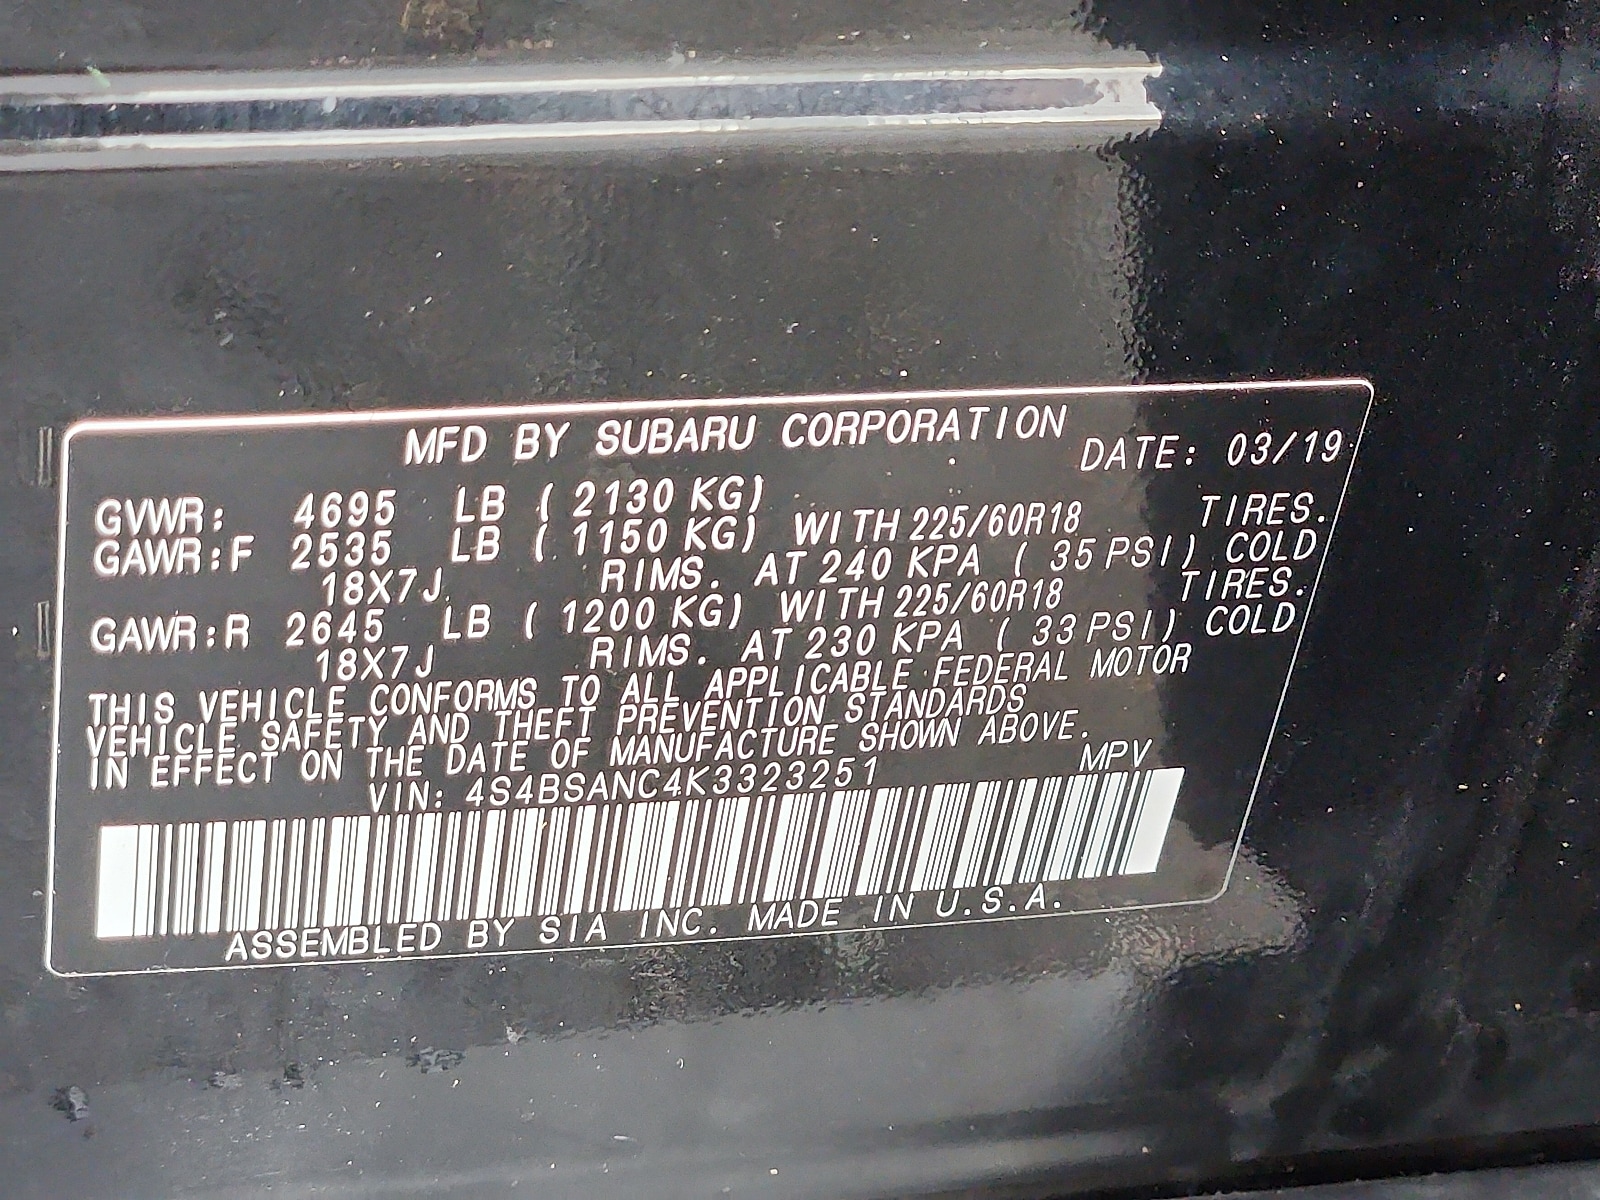 MFD BY SUBARU CORPORATION
DATE: 03/19
GVWR: 4695 LB ( 2130 KG)
GAWR:F 2535 LB ( 1150 KG) WITH 225/60R18 TIRES.
18X7J RIMS. AT 240 KPA ( 35 PSI) COLD
GAWR:R 2645 LB ( 1200 KG) WITH 225/60R18 TIRES.
18X7J RIMS. AT 230 KPA ( 33 PSI) COLD
THIS VEHICLE CONFORMS TO ALL APPLICABLE FEDERAL MOTOR
VEHICLE SAFETY AND THEFT PREVENTION STANDARDS
IN EFFECT ON THE DATE OF MANUFACTURE SHOWN ABOVE.
VIN: 4S4BSANC4K3323251 MPV
ASSEMBLED BY SIA INC. MADE IN U.S.A.